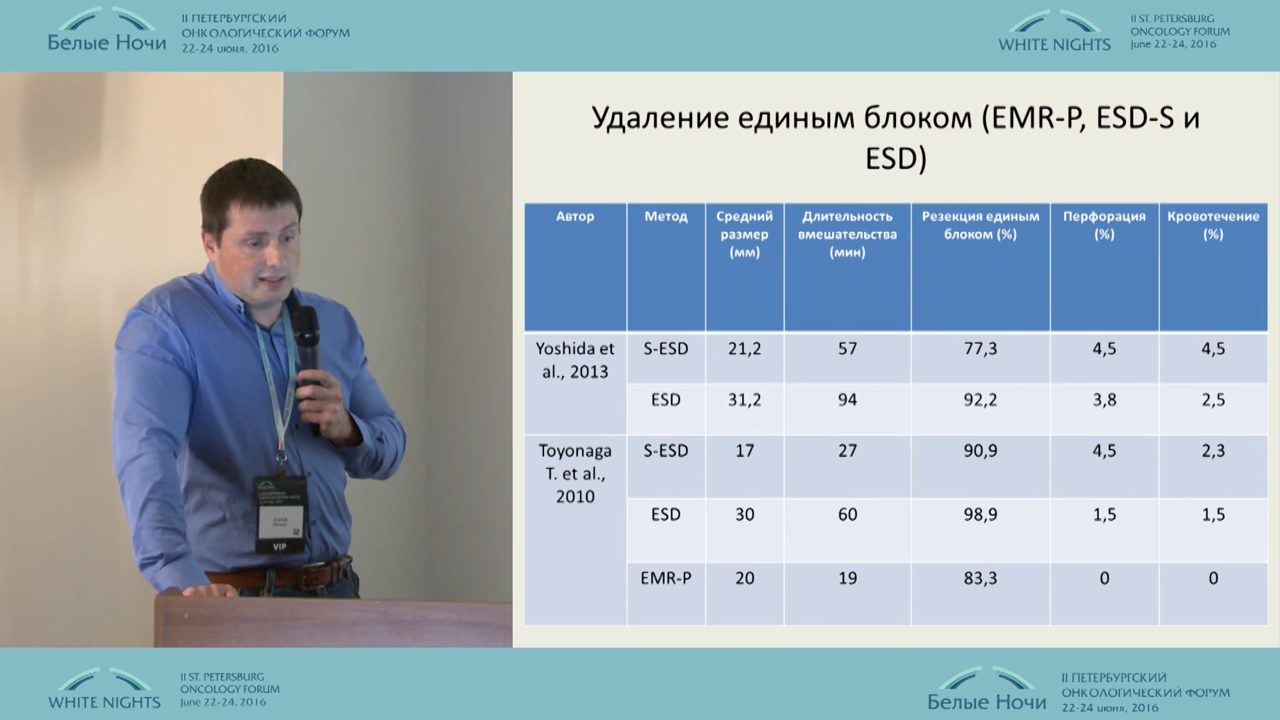 Белые Ночи
II ПЕТЕРБУРГСКИЙ
ОНКОЛОГИЧЕСКИЙ ФОРУМ
22-24 июня, 2016
WHITE NIGHTS
II ST. PETERSBURG
ONCOLOGY FORUM
June 22-24, 2016
Удаление единым блоком (EMR-P, ESD-S и
ESD)
Автор
Метод
Средний
размер
(мм)
Длительность
вмешательства
(мин)
Резекция единым
блоком (%)
Перфорация
(%)
Кровотечение
(%)
Yoshida et
al., 2013
S-ESD 21,2 57 77,3 4,5 4,5
ESD 31,2 94 92,2 3,8 2,5
Toyonaga
T. et al.,
2010
S-ESD 17 27 90,9 4,5 2,3
ESD 30 60 98,9 1,5 1,5
EMR-P 20 19 83,3 0 0
VIP
WHITE NIGHTS
II ST. PETERSBURG
ONCOLOGY FORUM
June 22-24, 2016
Белые Ночи
II ПЕТЕРБУРГСКИЙ
ОНКОЛОГИЧЕСКИЙ ФОРУМ
22-24 июня, 2016